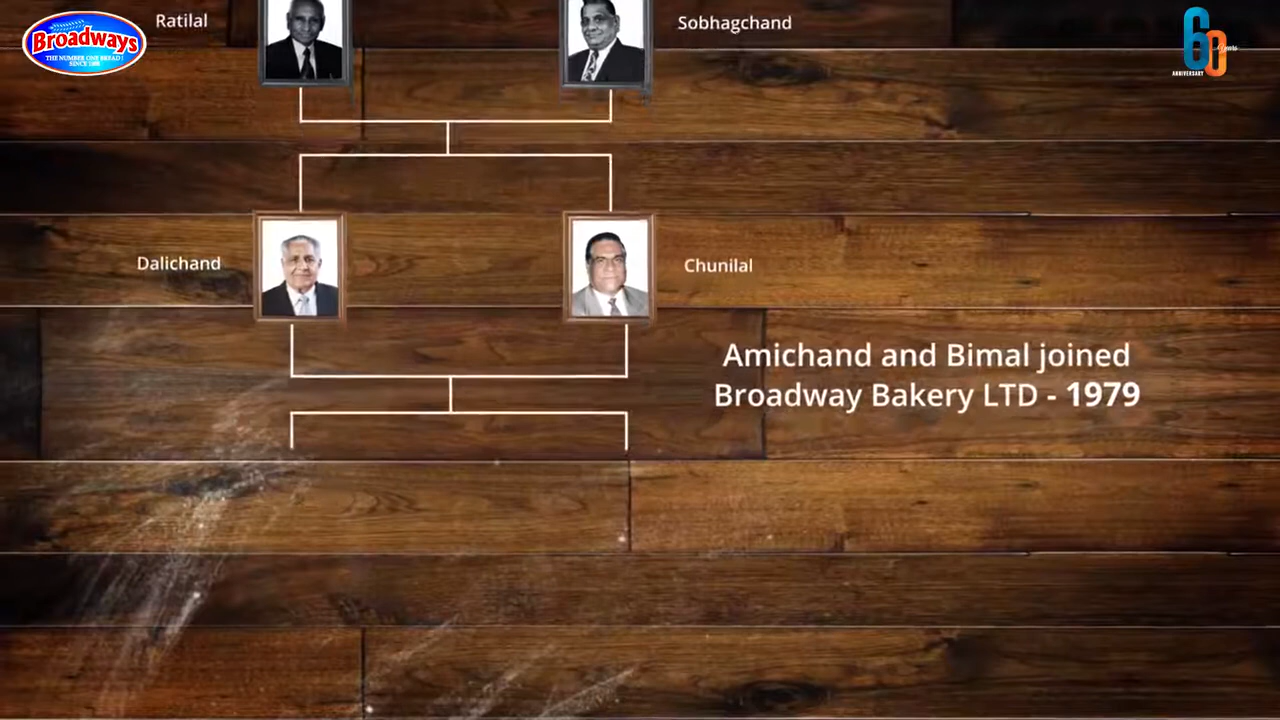 Ratilal
Sobhagchand
Broadways
THE NUMBER ONE BREAD!
60
Years
ANNIVERSARY
Dalichand
Chunilal
Amichand and Bimal joined
Broadway Bakery LTD - 1979